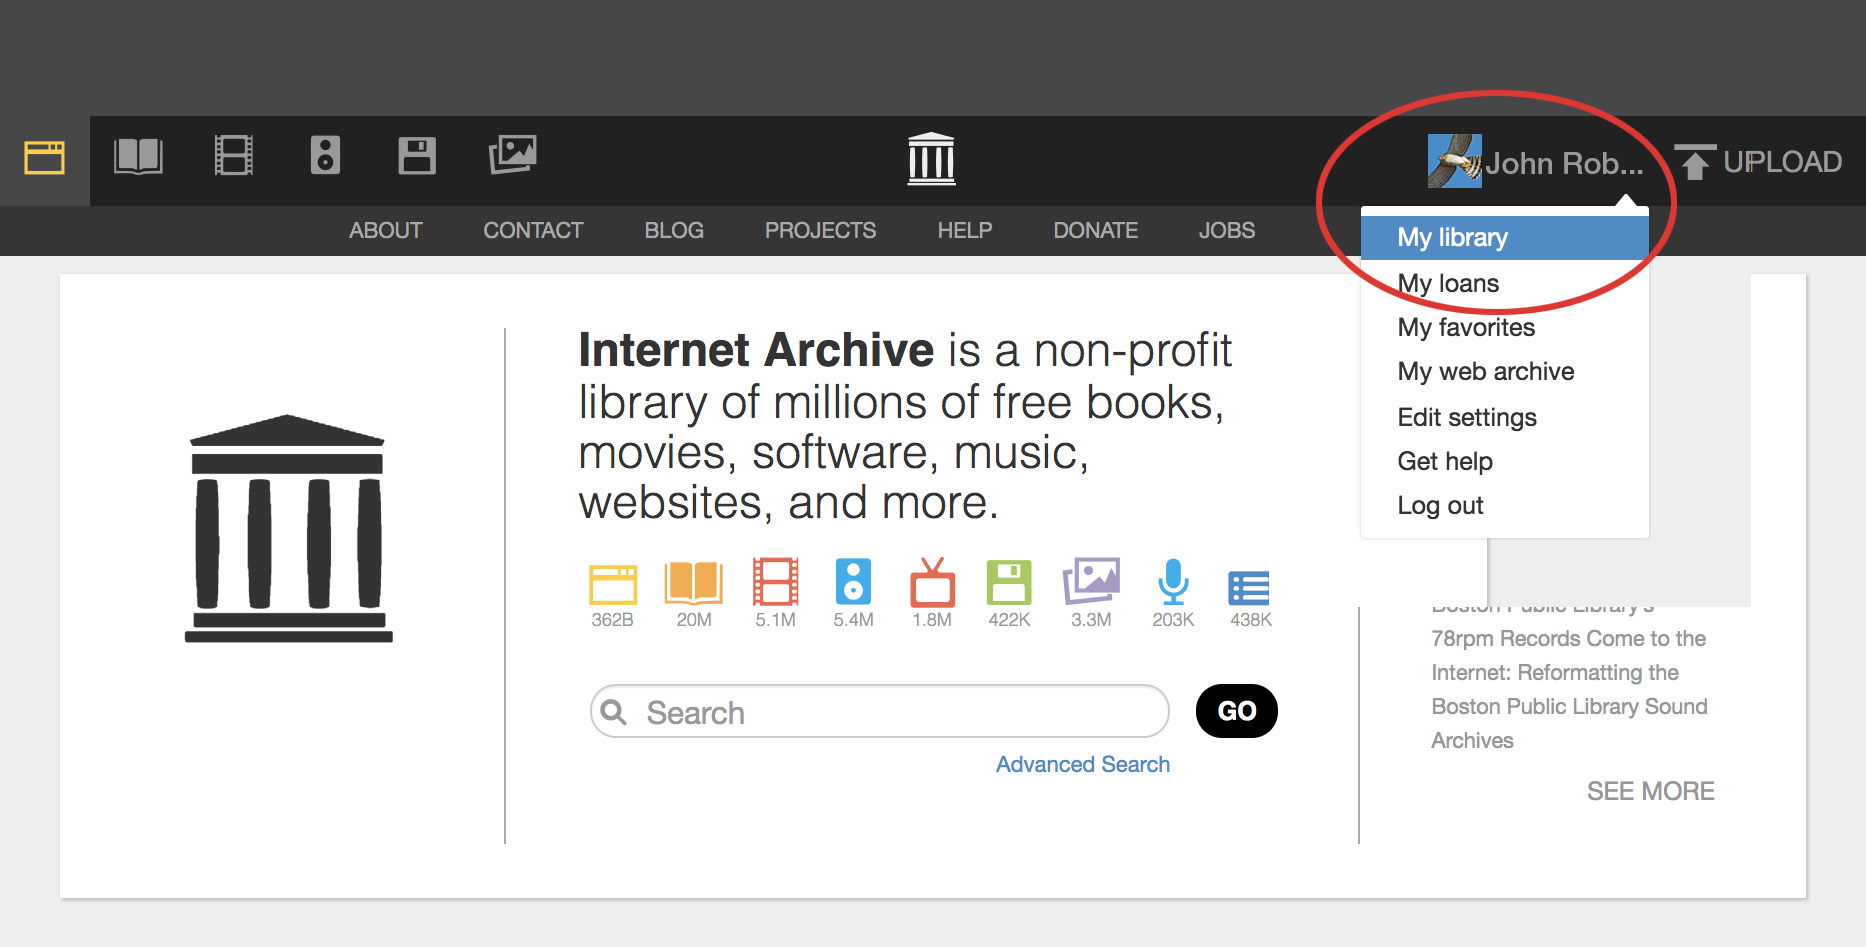 John Rob...
UPLOAD
ABOUT CONTACT BLOG PROJECTS HELP DONATE JOBS
My library
My loans
My favorites
My web archive
Edit settings
Get help
Log out
Internet Archive is a non-profit
library of millions of free books,
movies, software, music,
websites, and more.
362B 20M 5.1M 5.4M 1.8M 422K 3.3M 203K 438K
Search
GO
Advanced Search
Boston Public Library's
78rpm Records Come to the
Internet: Reformatting the
Boston Public Library Sound
Archives
SEE MORE